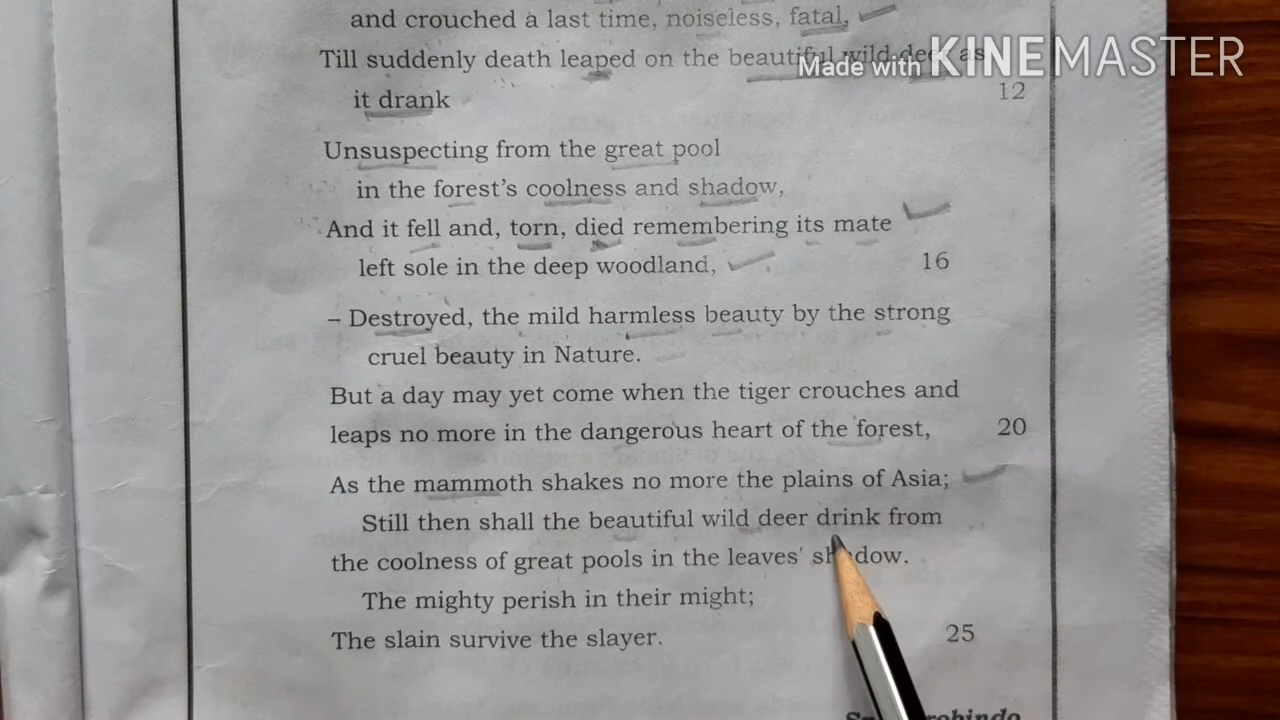 and crouched a last time, noiseless, fatal,
Till suddenly death leaped on the beautiful wild deer as
Made with KINEMASTER
it drank
12
Unsuspecting from the great pool
in the forest's coolness and shadow,
And it fell and, torn, died remembering its mate
left sole in the deep woodland,
16
– Destroyed, the mild harmless beauty by the strong
cruel beauty in Nature.
But a day may yet come when the tiger crouches and
leaps no more in the dangerous heart of the forest,
20
As the mammoth shakes no more the plains of Asia;
Still then shall the beautiful wild deer drink from
the coolness of great pools in the leaves' shadow.
The mighty perish in their might;
The slain survive the slayer.
25